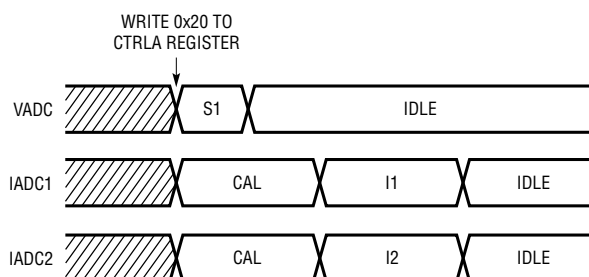 WRITE 0x20 TO
CTRLA REGISTER
VADC S1 IDLE
IADC1 CAL I1 IDLE
IADC2 CAL I2 IDLE